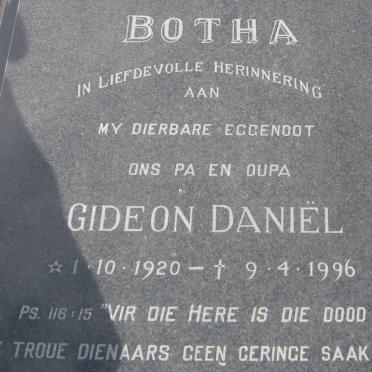 BOTHA
IN LIEFDEVOLLE HERINNERING
AAN
MY DIERBARE EGGENOOT
ONS PA EN OUPA
GIDEON DANIËL
☆ 1·10·1920 — † 9·4·1996
PS. 116:15 "VIR DIE HERE IS DIE DOOD
TROUE DIENAARS GEEN GERINGE SAAK